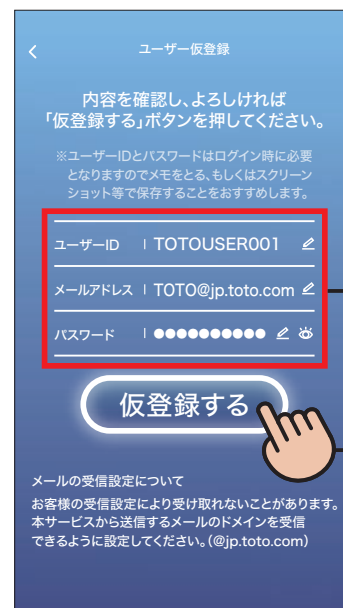 ユーザー仮登録
内容を確認し、よろしければ
「仮登録する」ボタンを押してください。
※ユーザーIDとパスワードはログイン時に必要
となりますのでメモをとる、もしくはスクリーン
ショット等で保存することをおすすめします。
ユーザーID | TOTOUSER001
メールアドレス | TOTO@jp.toto.com
パスワード | ●●●●●●●●●●
仮登録する
メールの受信設定について
お客様の受信設定により受け取れないことがあります。
本サービスから送信するメールのドメインを受信
できるように設定してください。(@jp.toto.com)